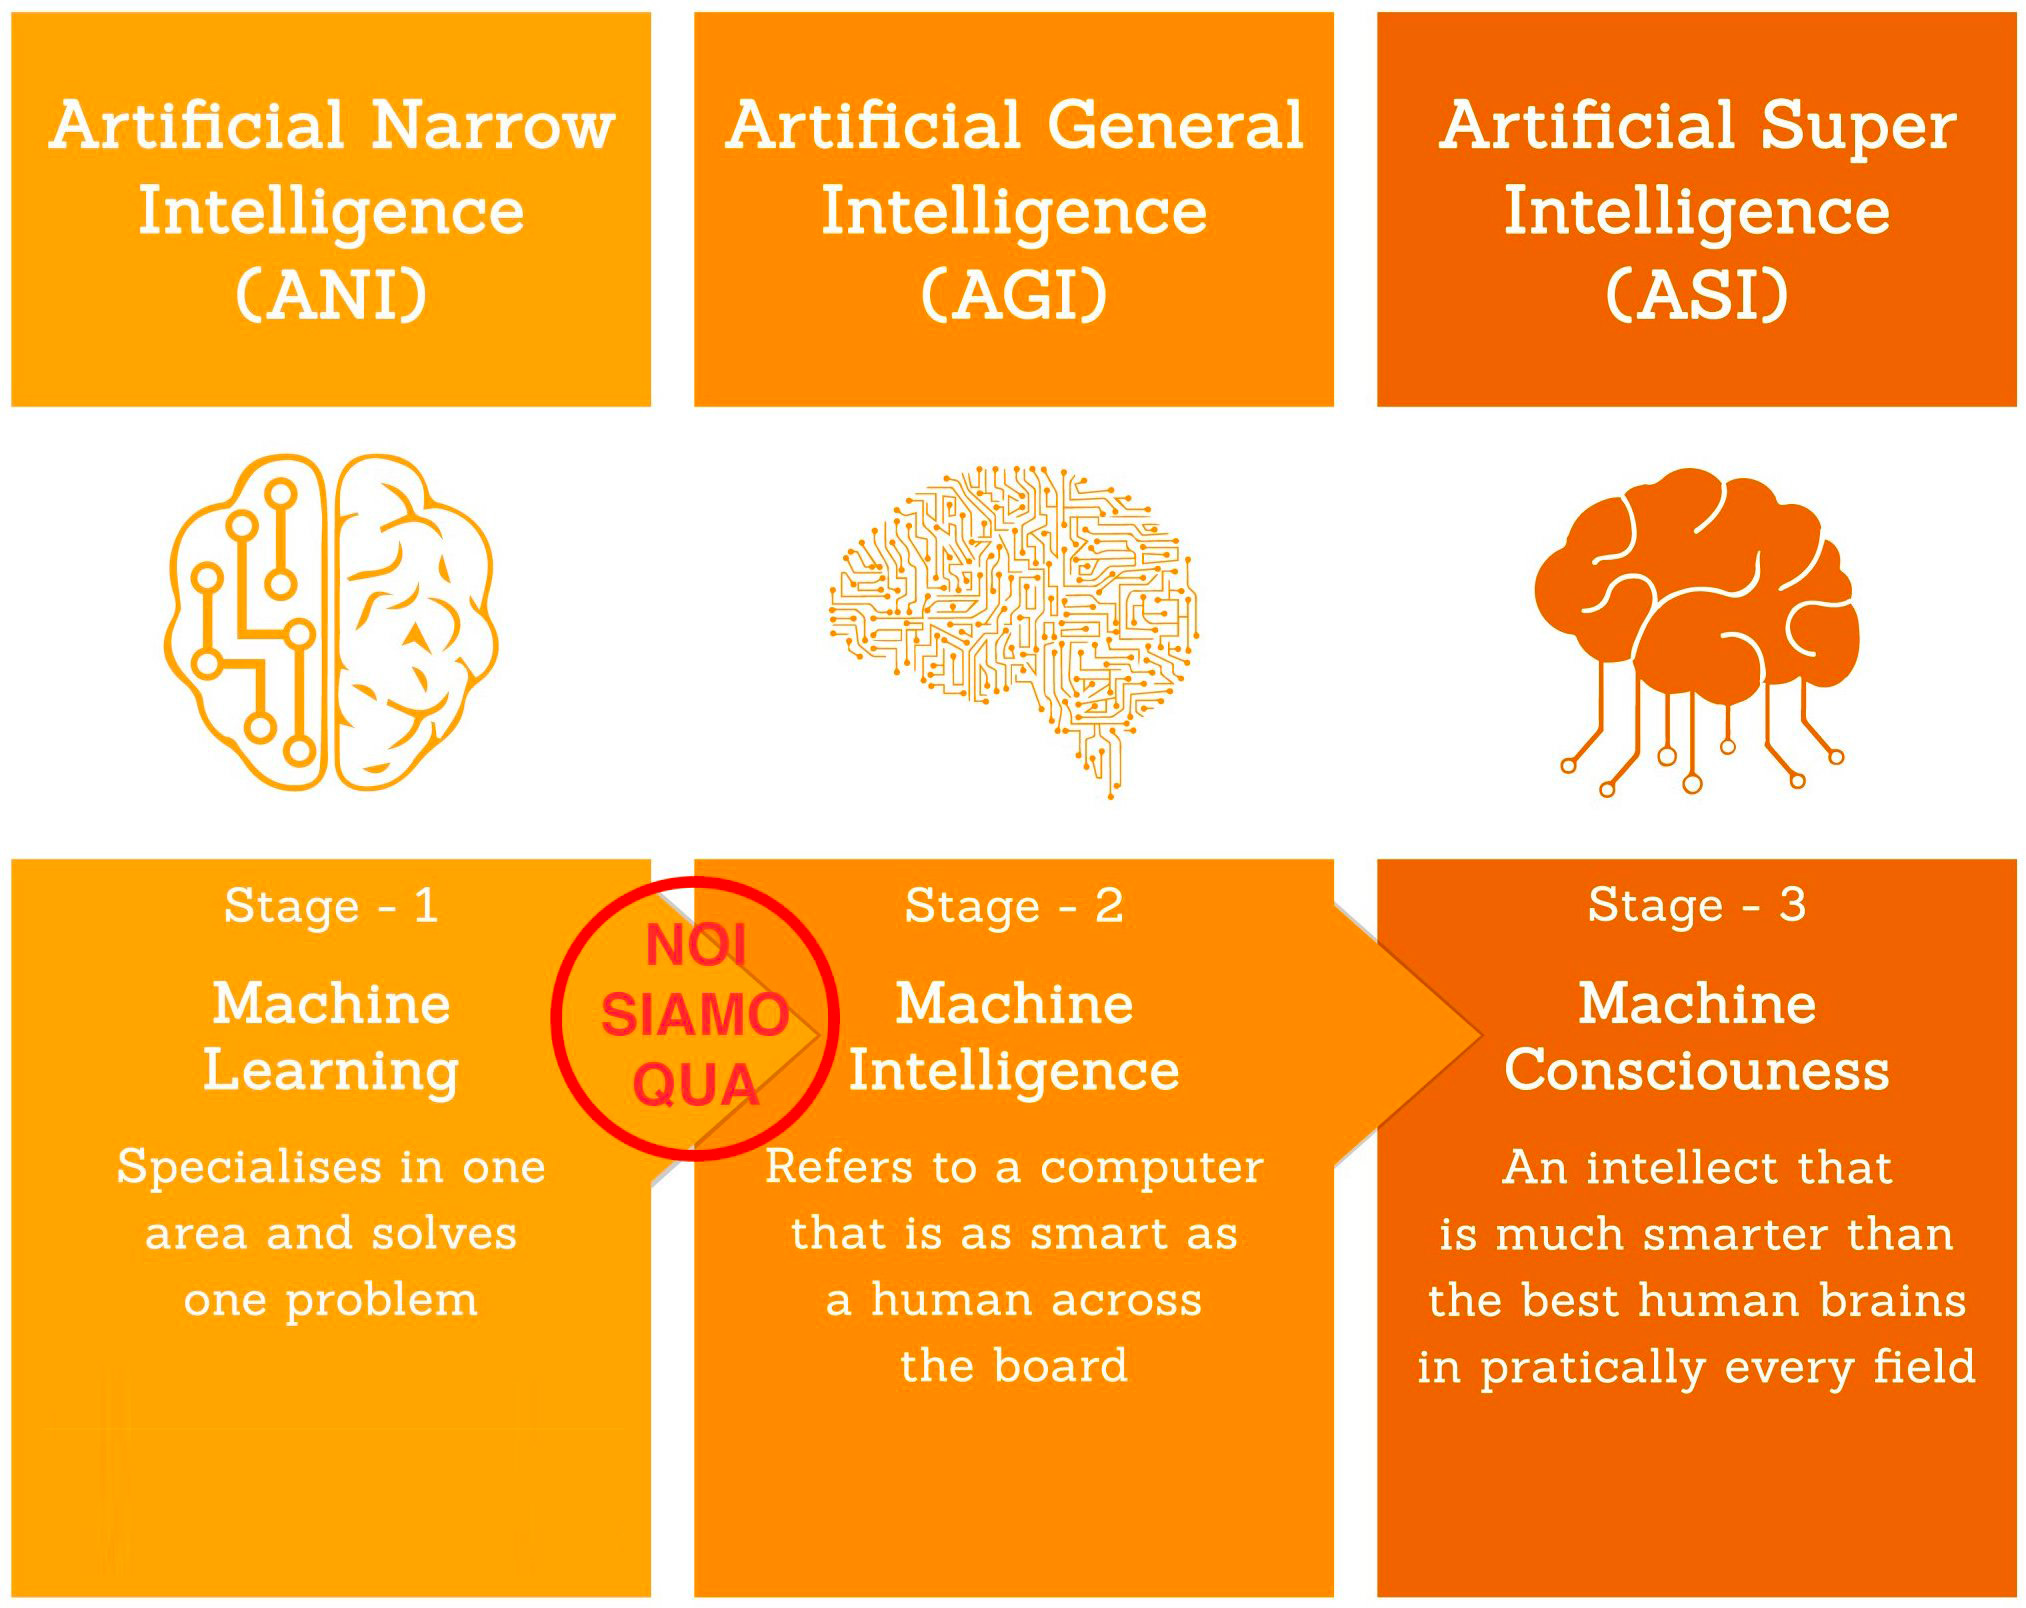 Artificial Narrow
Intelligence
(ANI)
Artificial General
Intelligence
(AGI)
Artificial Super
Intelligence
(ASI)
Stage - 1
Machine
Learning
Specialises in one
area and solves
one problem
NOI
SIAMO
QUA
Stage - 2
Machine
Intelligence
Refers to a computer
that is as smart as
a human across
the board
Stage - 3
Machine
Consciouness
An intellect that
is much smarter than
the best human brains
in pratically every field